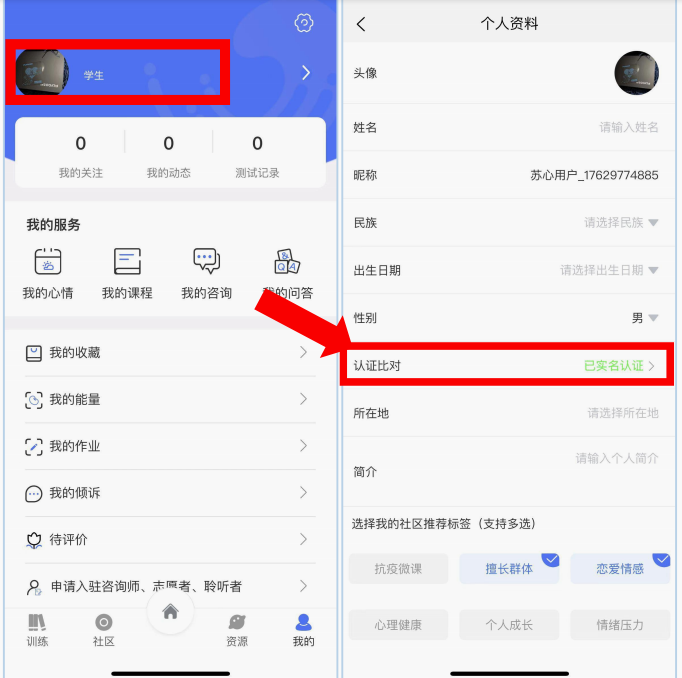 学生
0
0
0
我的关注
我的动态
测试记录
我的服务
我的心情
我的课程
我的咨询
我的问答
我的收藏
我的能量
我的作业
我的倾诉
待评价
申请入驻咨询师、志愿者、聆听者
训练
社区
资源
我的
个人资料
头像
姓名
请输入姓名
昵称
苏心用户_17629774885
民族
请选择民族
出生日期
请选择出生日期
性别
男
认证比对
已实名认证
所在地
请选择所在地
请输入个人简介
简介
选择我的社区推荐标签（支持多选）
抗疫微课
擅长群体
恋爱情感
心理健康
个人成长
情绪压力